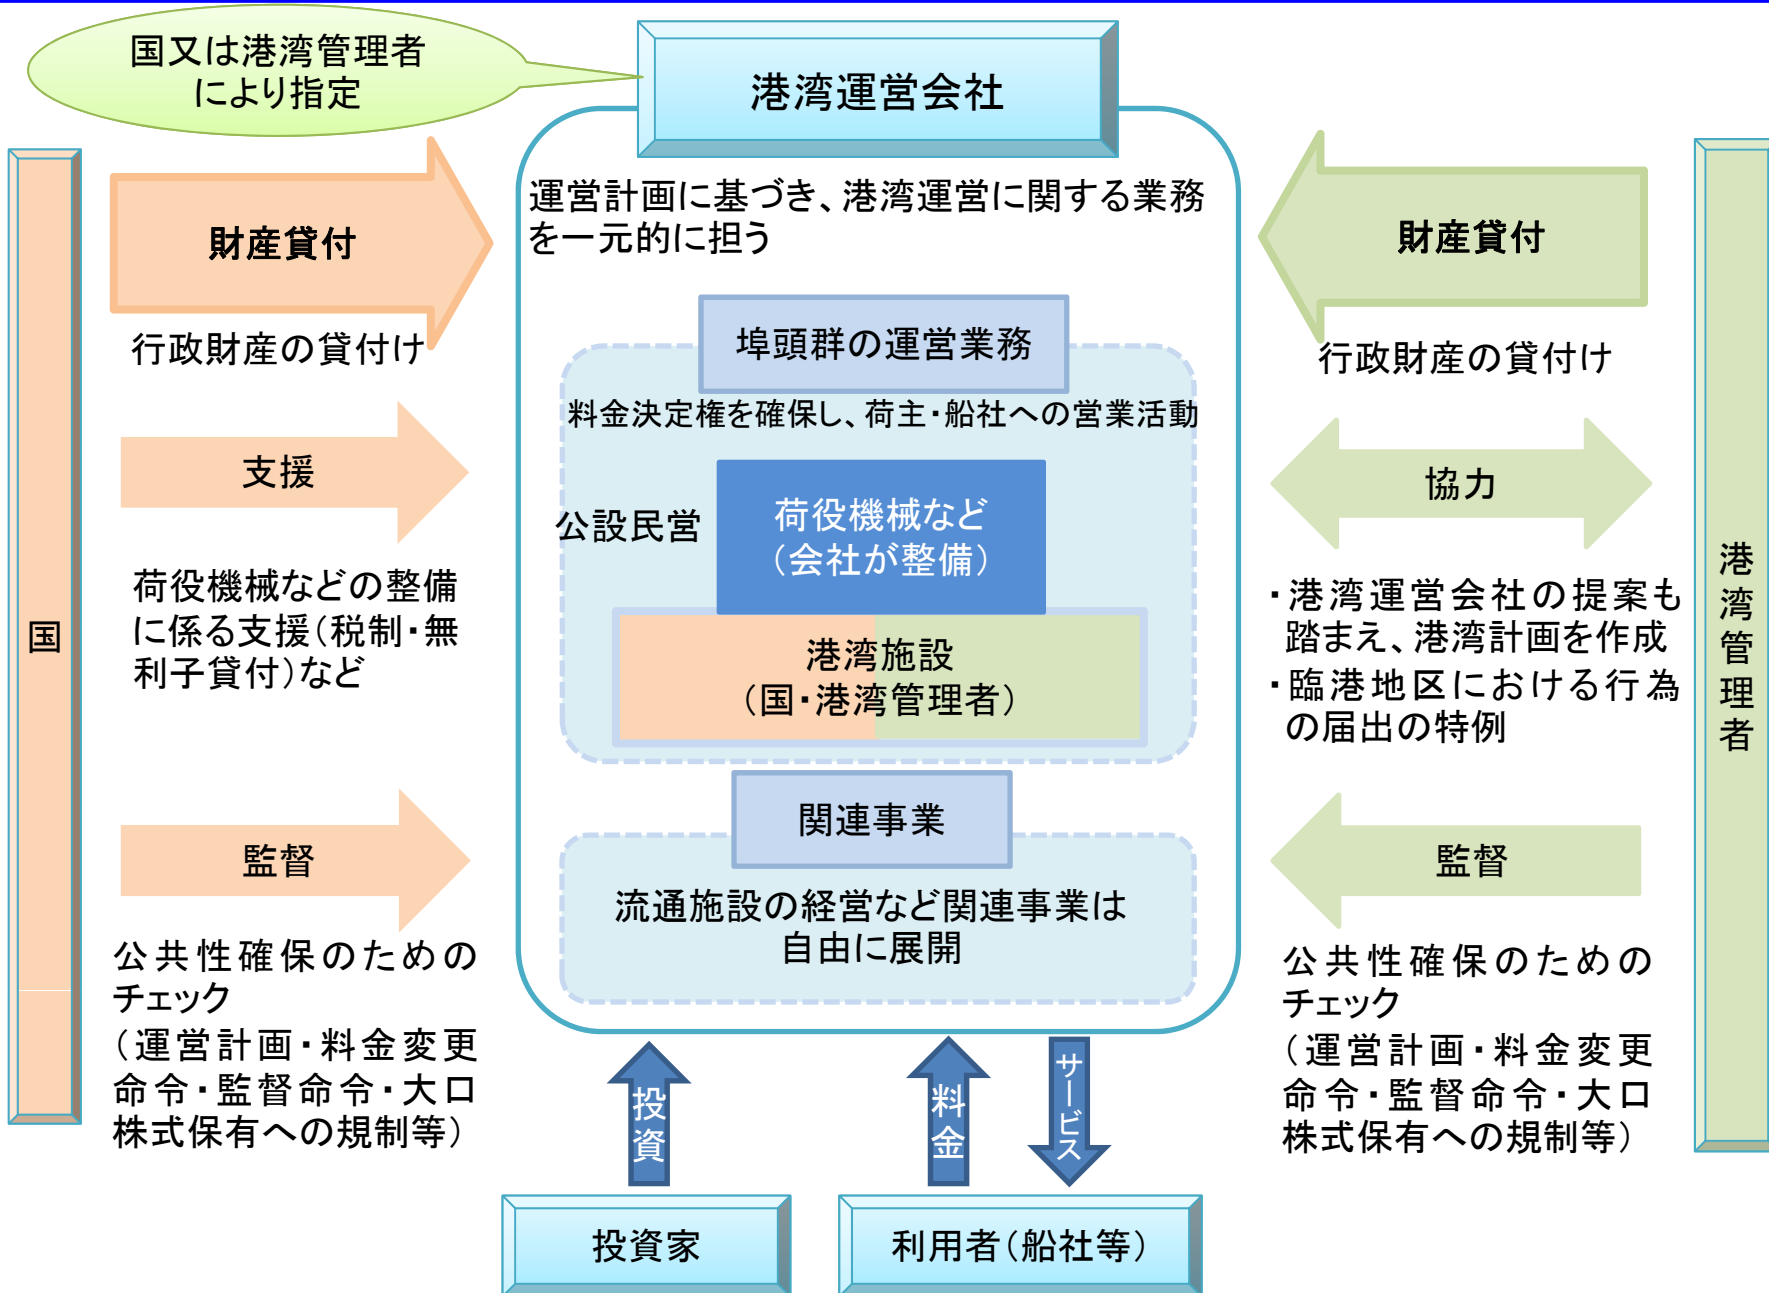 国又は港湾管理者
により指定
港湾運営会社
運営計画に基づき、港湾運営に関する業務
を一元的に担う
国
財産貸付
行政財産の貸付け
支援
荷役機械などの整備
に係る支援(税制・無
利子貸付)など
監督
公共性確保のための
チェック
(運営計画・料金変更
命令・監督命令・大口
株式保有への規制等)
埠頭群の運営業務
料金決定権を確保し、荷主・船社への営業活動
公設民営
荷役機械など
(会社が整備)
港湾施設
(国・港湾管理者)
関連事業
流通施設の経営など関連事業は
自由に展開
財産貸付
行政財産の貸付け
協力
・港湾運営会社の提案も
踏まえ、港湾計画を作成
・臨港地区における行為
の届出の特例
監督
公共性確保のための
チェック
(運営計画・料金変更
命令・監督命令・大口
株式保有への規制等)
港湾管理者
投資
料金
サービス
投資家
利用者(船社等)